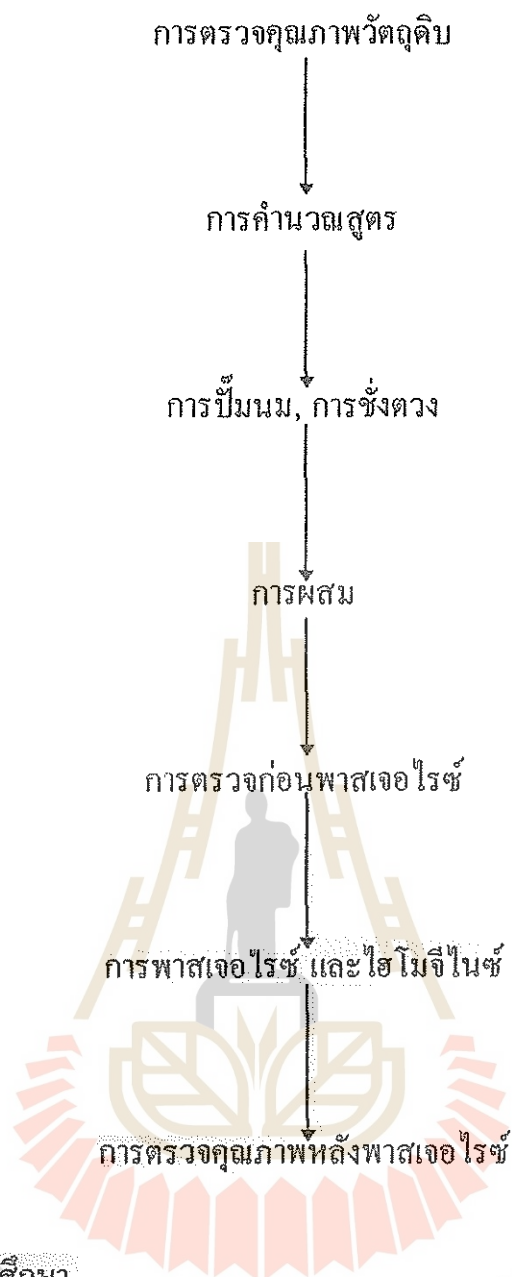 การตรวจคุณภาพวัตถุดิบ
การคำนวณสูตร
การปั๊มนม, การชั่งตวง
การผสม
การตรวจก่อนพาสเจอไรซ์
การพาสเจอไรซ์ และไฮโมจีไนซ์
การตรวจคุณภาพหลังพาสเจอไรซ์